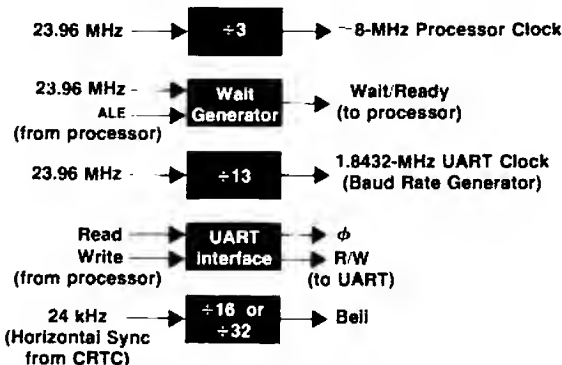 23.96 MHz ÷3 ~8-MHz Processor Clock
23.96 MHz
ALE
(from processor)
Wait
Generator
Wait/Ready
(to processor)
23.96 MHz ÷13 1.8432-MHz UART Clock
(Baud Rate Generator)
Read
Write
(from processor)
UART
interface
ϕ
R/W
(to UART)
24 kHz
(Horizontal Sync
from CRTC)
÷16 or
÷32
Bell